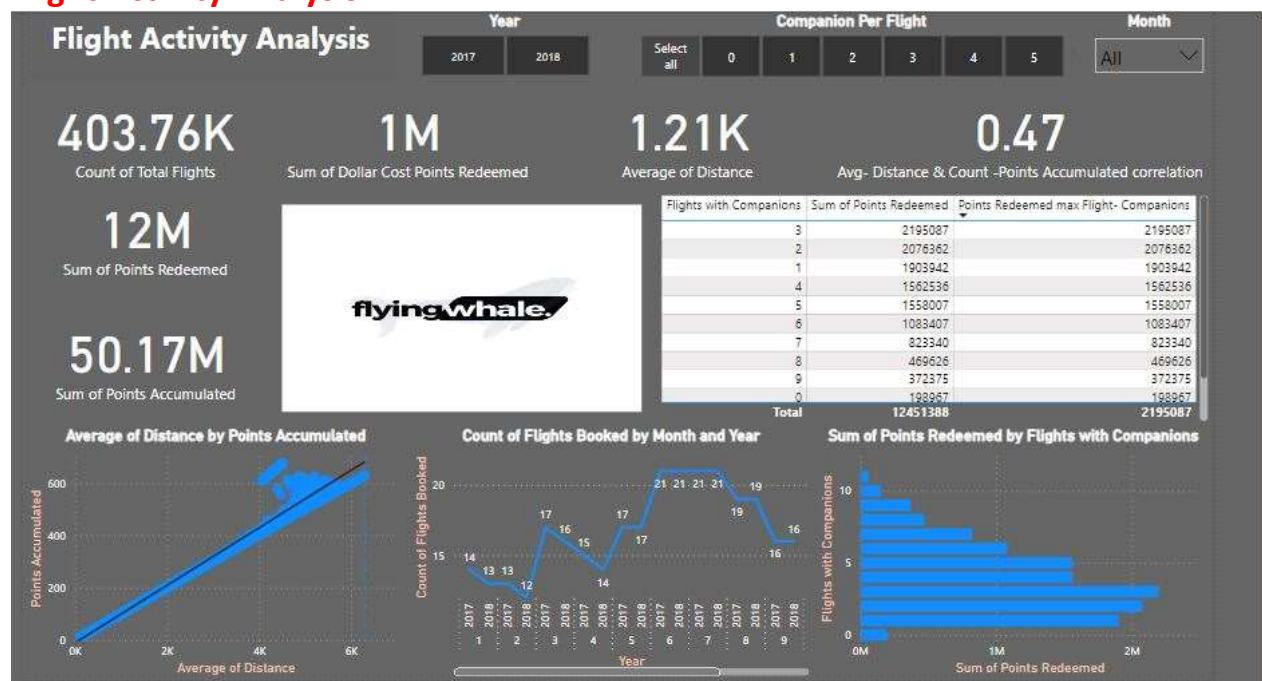 Flight Activity Analysis
Year
2017 2018
Companion Per Flight
Select all 0 1 2 3 4 5
Month
All
403.76K
Count of Total Flights
1M
Sum of Dollar Cost Points Redeemed
1.21K
Average of Distance
0.47
Avg- Distance & Count -Points Accumulated correlation
12M
Sum of Points Redeemed
50.17M
Sum of Points Accumulated
flyingwhale.
Flights with Companions Sum of Points Redeemed Points Redeemed max Flight- Companions
3 2195087 2195087
2 2076362 2076362
1 1903942 1903942
4 1562536 1562536
5 1558007 1558007
6 1083407 1083407
7 823340 823340
8 469626 469626
9 372375 372375
0 198967 198967
Total 12451388 2195087
Average of Distance by Points Accumulated
Points Accumulated
600
400
200
0
0K 2K 4K 6K
Average of Distance
Count of Flights Booked by Month and Year
Count of Flights Booked
20
15
14 13 13 12 17 16 15 14 17 17 21 21 21 21 19 19 16 16
2017 2018 2017 2018 2017 2018 2017 2018 2017 2018 2017 2018 2017 2018 2017 2018 2017 2018
1 2 3 4 5 6 7 8 9
Year
Sum of Points Redeemed by Flights with Companions
Flights with Companions
10
5
0
0M 1M 2M
Sum of Points Redeemed